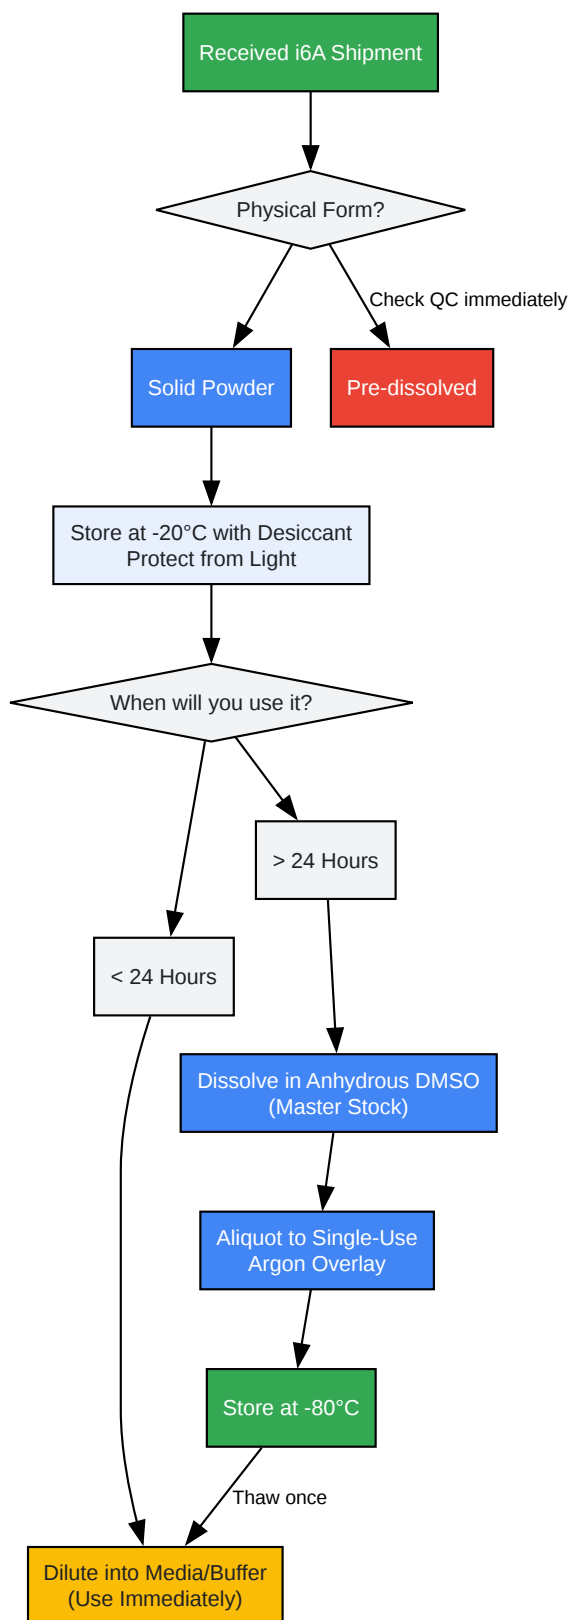 Received i6A Shipment
Physical Form?
Check QC immediately
Solid Powder
Pre-dissolved
Store at -20°C with Desiccant
Protect from Light
When will you use it?
> 24 Hours
< 24 Hours
Dissolve in Anhydrous DMSO
(Master Stock)
Aliquot to Single-Use
Argon Overlay
Store at -80°C
Thaw once
Dilute into Media/Buffer
(Use Immediately)